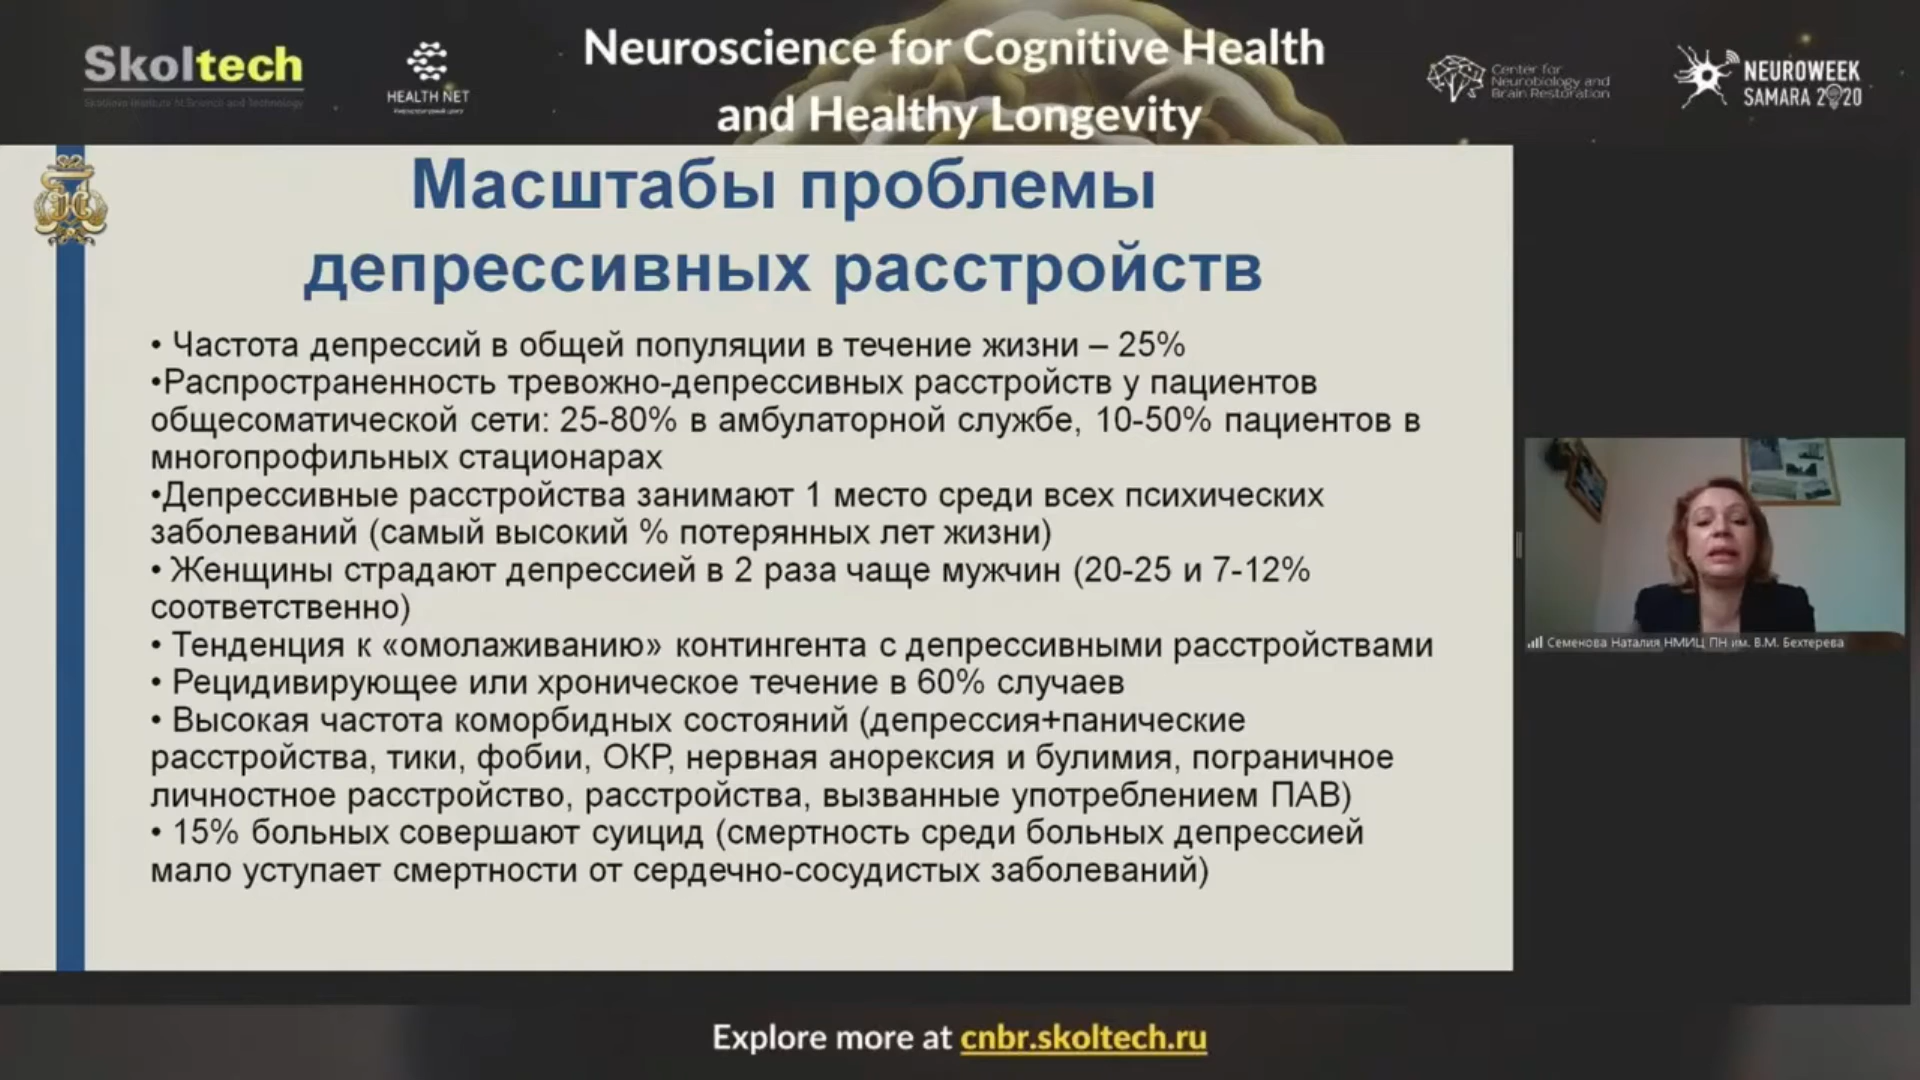 Skoltech
Skolkovo Institute of Science and Technology
HEALTH NET
Neuroscience for Cognitive Health
and Healthy Longevity
Center for
Neurobiology and
Brain Restoration
NEUROWEEK
SAMARA 2020
Масштабы проблемы
депрессивных расстройств
• Частота депрессий в общей популяции в течение жизни – 25%
•Распространенность тревожно-депрессивных расстройств у пациентов
общесоматической сети: 25-80% в амбулаторной службе, 10-50% пациентов в
многопрофильных стационарах
•Депрессивные расстройства занимают 1 место среди всех психических
заболеваний (самый высокий % потерянных лет жизни)
• Женщины страдают депрессией в 2 раза чаще мужчин (20-25 и 7-12%
соответственно)
• Тенденция к «омолаживанию» контингента с депрессивными расстройствами
• Рецидивирующее или хроническое течение в 60% случаев
• Высокая частота коморбидных состояний (депрессия+панические
расстройства, тики, фобии, ОКР, нервная анорексия и булимия, пограничное
личностное расстройство, расстройства, вызванные употреблением ПАВ)
• 15% больных совершают суицид (смертность среди больных депрессией
мало уступает смертности от сердечно-сосудистых заболеваний)
Семенова Наталия НМИЦ ПН им. В.М. Бехтерева
Explore more at cnbr.skoltech.ru